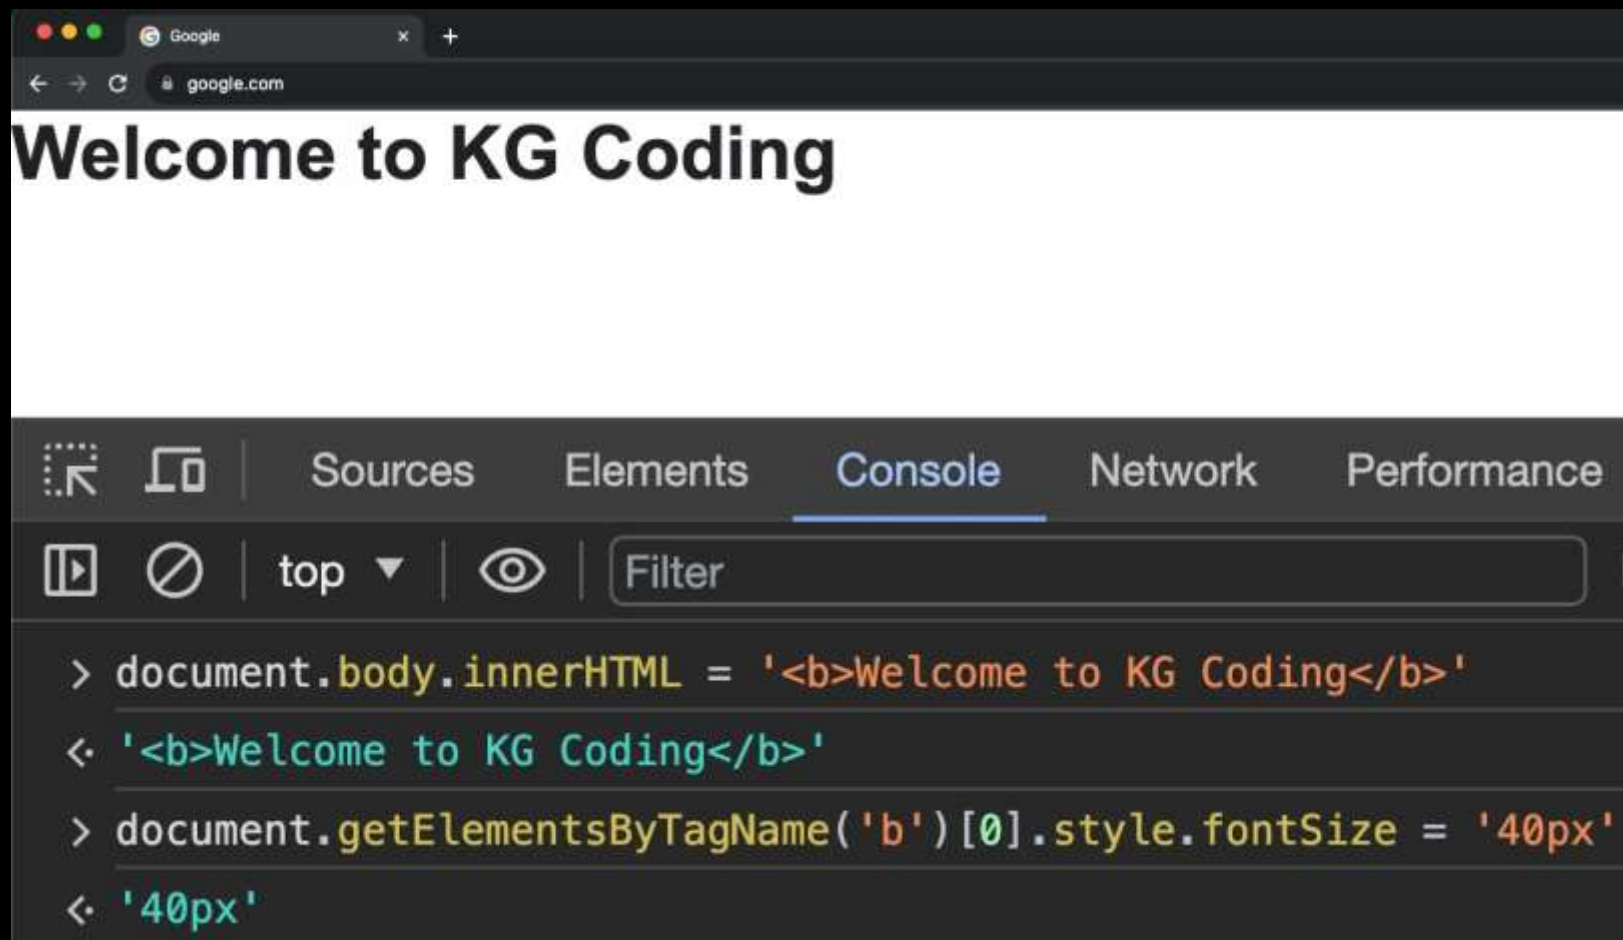 Google
google.com
Welcome to KG Coding
Sources Elements Console Network Performance
top Filter
> document.body.innerHTML = '<b>Welcome to KG Coding</b>'
'<b>Welcome to KG Coding</b>'
> document.getElementsByTagName('b')[0].style.fontSize = '40px'
'40px'